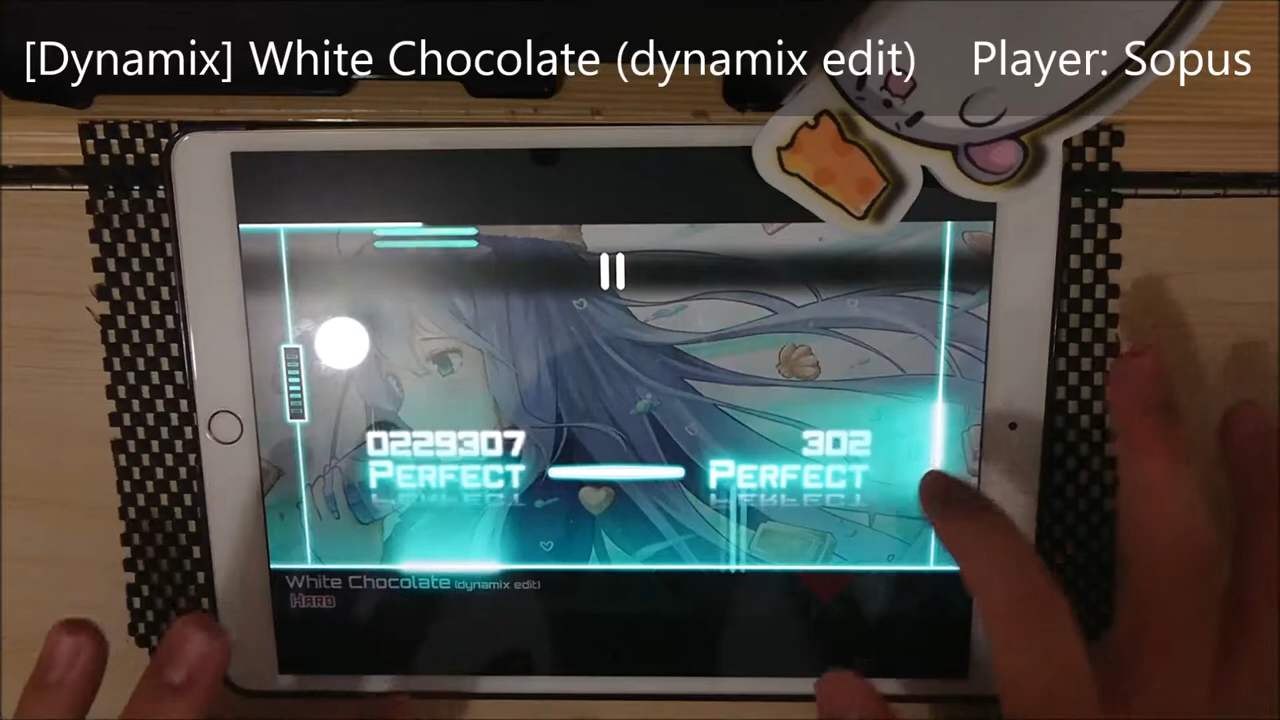 [Dynamix] White Chocolate (dynamix edit) Player: Sopus
0229307 302
PERFECT PERFECT
White Chocolate (dynamix edit)
HARD